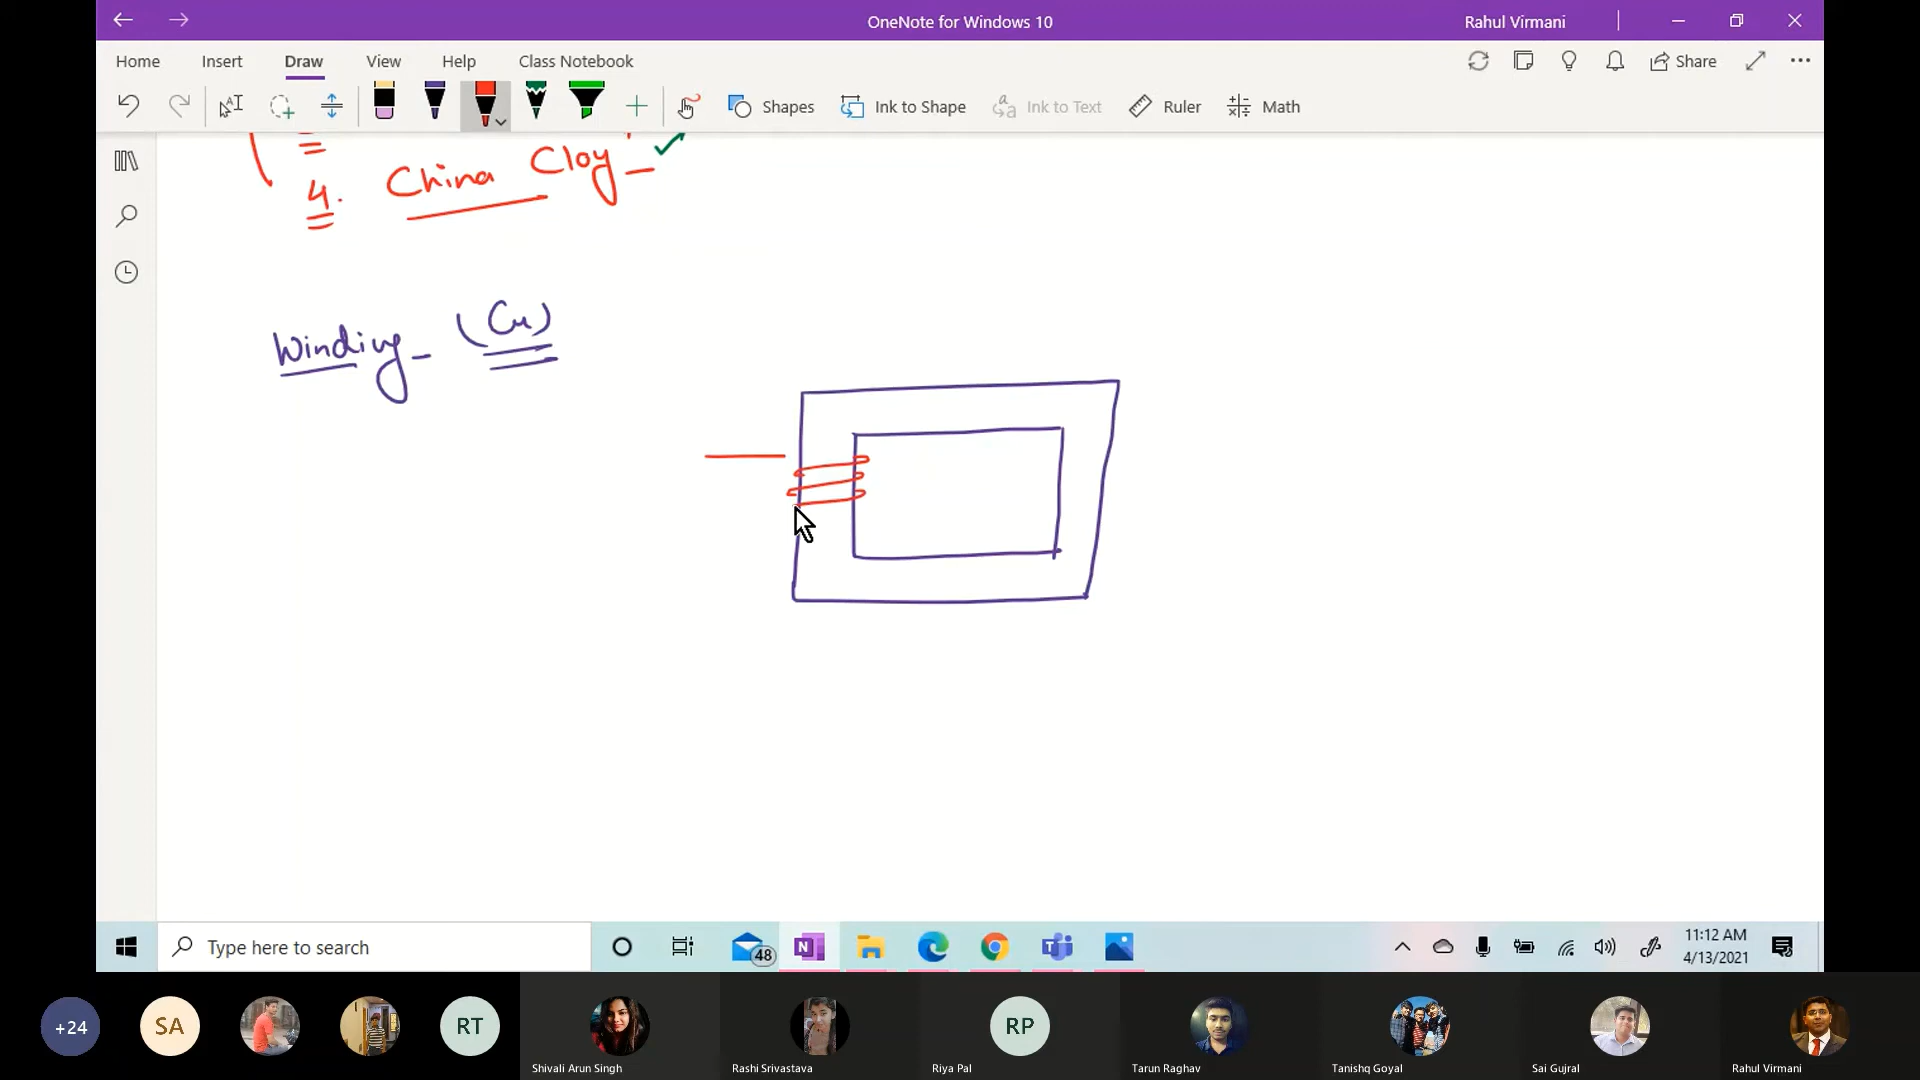 OneNote for Windows 10
Rahul Virmani
Home Insert Draw View Help Class Notebook
Share
Shapes Ink to Shape Ink to Text Ruler Math
4. China Clay
Winding (Cu)
Type here to search
48
11:12 AM
4/13/2021
+24
SA
RT
RP
Shivali Arun Singh
Rashi Srivastava
Riya Pal
Tarun Raghav
Tanishq Goyal
Sai Gujral
Rahul Virmani